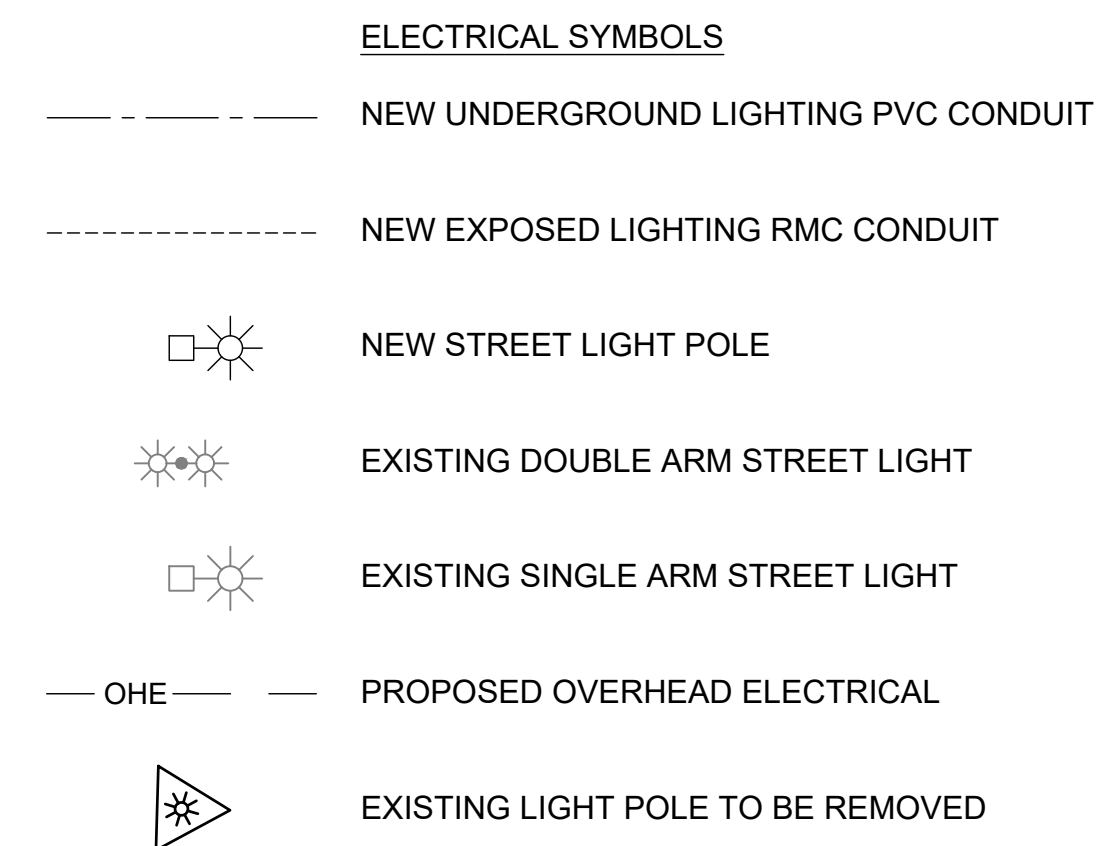 ELECTRICAL SYMBOLS
NEW UNDERGROUND LIGHTING PVC CONDUIT
NEW EXPOSED LIGHTING RMC CONDUIT
NEW STREET LIGHT POLE
EXISTING DOUBLE ARM STREET LIGHT
EXISTING SINGLE ARM STREET LIGHT
OHE PROPOSED OVERHEAD ELECTRICAL
EXISTING LIGHT POLE TO BE REMOVED